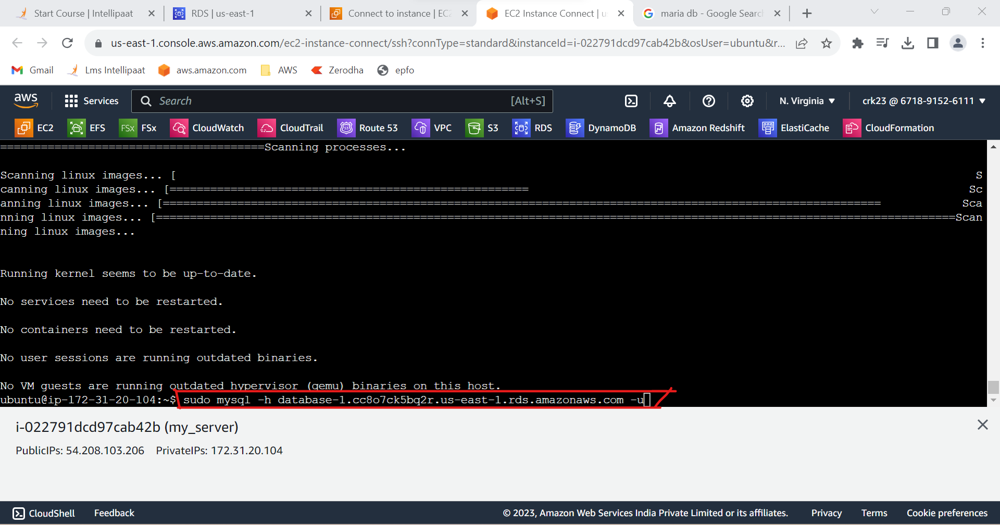 Start Course | Intellipaat
RDS | us-east-1
Connect to instance | EC2
EC2 Instance Connect | u
maria db - Google Search
us-east-1.console.aws.amazon.com/ec2-instance-connect/ssh?connType=standard&instanceId=i-022791dcd97cab42b&osUser=ubuntu&r...
Gmail
Lms Intellipaat
aws.amazon.com
AWS
Zerodha
epfo
aws
Services
Search
[Alt+S]
N. Virginia
crk23 @ 6718-9152-6111
EC2
EFS
FSx
FSx
CloudWatch
CloudTrail
53
Route 53
VPC
S3
RDS
DynamoDB
Amazon Redshift
ElastiCache
CloudFormation
=======================================Scanning processes...
Scanning linux images... [ S
canning linux images... [===================================================== Sc
anning linux images... [========================================================================================================== Sca
nning linux images... [======================================================================================================================Scan
ning linux images...
Running kernel seems to be up-to-date.
No services need to be restarted.
No containers need to be restarted.
No user sessions are running outdated binaries.
No VM guests are running outdated hypervisor (qemu) binaries on this host.
ubuntu@ip-172-31-20-104:~$ sudo mysql -h database-1.cc8o7ck5bq2r.us-east-1.rds.amazonaws.com -u
i-022791dcd97cab42b (my_server)
PublicIPs: 54.208.103.206 PrivateIPs: 172.31.20.104
CloudShell
Feedback
© 2023, Amazon Web Services India Private Limited or its affiliates.
Privacy
Terms
Cookie preferences